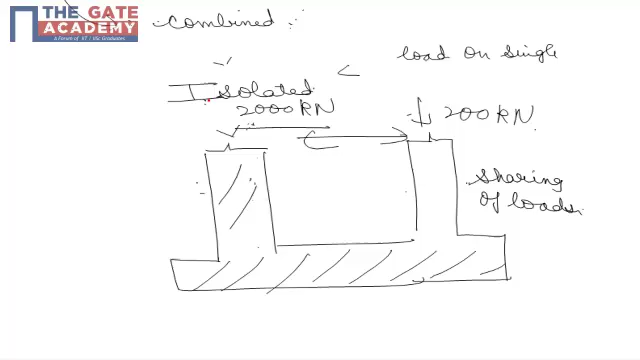 THE GATE
ACADEMY
A Forum of IIT / IISc Graduates
Combined
load on single
<
Isolated
2000 KN
200 KN.
Sharing
of loads.